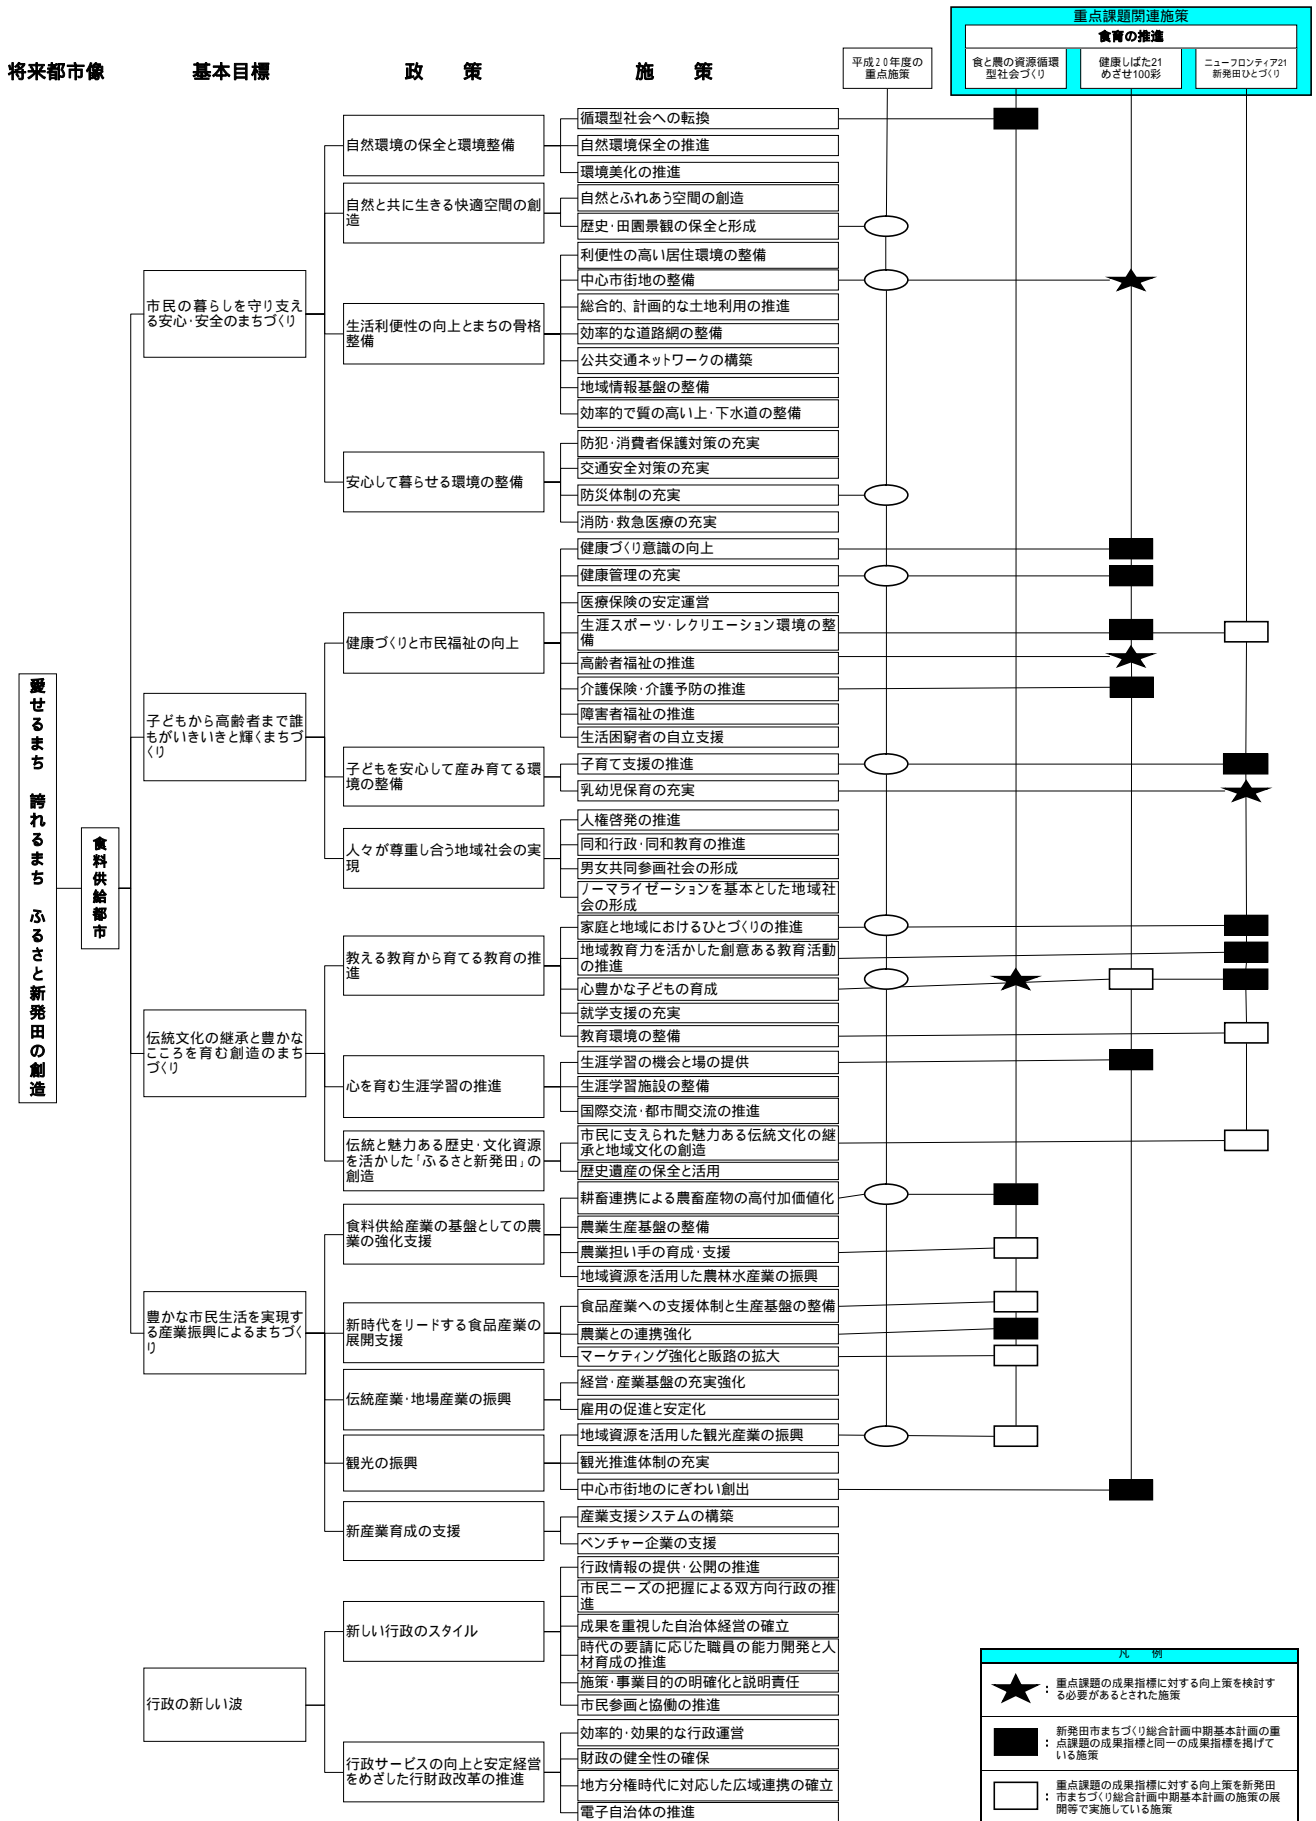 重点課題関連施策
食育の推進
将来都市像
基本目標
政　　策
施　　策
平成20年度の
重点施策
食と農の資源循環
型社会づくり
健康しばた21
めざせ100彩
ニューフロンティア21
新発田ひとづくり
愛せるまち　誇れるまち　ふるさと新発田の創造
食料供給都市
市民の暮らしを守り支え
る安心・安全のまちづくり
自然環境の保全と環境整備
循環型社会への転換
自然環境保全の推進
環境美化の推進
自然と共に生きる快適空間の創
造
自然とふれあう空間の創造
歴史・田園景観の保全と形成
生活利便性の向上とまちの骨格
整備
利便性の高い居住環境の整備
中心市街地の整備
総合的、計画的な土地利用の推進
効率的な道路網の整備
公共交通ネットワークの構築
地域情報基盤の整備
効率的で質の高い上・下水道の整備
安心して暮らせる環境の整備
防犯・消費者保護対策の充実
交通安全対策の充実
防災体制の充実
消防・救急医療の充実
子どもから高齢者まで誰
もがいきいきと輝くまちづ
くり
健康づくりと市民福祉の向上
健康づくり意識の向上
健康管理の充実
医療保険の安定運営
生涯スポーツ・レクリエーション環境の整
備
高齢者福祉の推進
介護保険・介護予防の推進
障害者福祉の推進
生活困窮者の自立支援
子どもを安心して産み育てる環
境の整備
子育て支援の推進
乳幼児保育の充実
人々が尊重し合う地域社会の実
現
人権啓発の推進
同和行政・同和教育の推進
男女共同参画社会の形成
ノーマライゼーションを基本とした地域社
会の形成
伝統文化の継承と豊かな
こころを育む創造のまち
づくり
教える教育から育てる教育の推
進
家庭と地域におけるひとづくりの推進
地域教育力を活かした創意ある教育活動
の推進
心豊かな子どもの育成
就学支援の充実
教育環境の整備
心を育む生涯学習の推進
生涯学習の機会と場の提供
生涯学習施設の整備
国際交流・都市間交流の推進
伝統と魅力ある歴史・文化資源
を活かした「ふるさと新発田」の
創造
市民に支えられた魅力ある伝統文化の継
承と地域文化の創造
歴史遺産の保全と活用
豊かな市民生活を実現す
る産業振興によるまちづく
り
食料供給産業の基盤としての農
業の強化支援
耕畜連携による農畜産物の高付加価値化
農業生産基盤の整備
農業担い手の育成・支援
地域資源を活用した農林水産業の振興
新時代をリードする食品産業の
展開支援
食品産業への支援体制と生産基盤の整備
農業との連携強化
マーケティング強化と販路の拡大
伝統産業・地場産業の振興
経営・産業基盤の充実強化
雇用の促進と安定化
観光の振興
地域資源を活用した観光産業の振興
観光推進体制の充実
中心市街地のにぎわい創出
新産業育成の支援
産業支援システムの構築
ベンチャー企業の支援
行政の新しい波
新しい行政のスタイル
行政情報の提供・公開の推進
市民ニーズの把握による双方向行政の推
進
成果を重視した自治体経営の確立
時代の要請に応じた職員の能力開発と人
材育成の推進
施策・事業目的の明確化と説明責任
市民参画と協働の推進
行政サービスの向上と安定経営
をめざした行財政改革の推進
効率的・効果的な行政運営
財政の健全性の確保
地方分権時代に対応した広域連携の確立
電子自治体の推進
凡　例
：重点課題の成果指標に対する向上策を検討す
る必要があるとされた施策
：新発田市まちづくり総合計画中期基本計画の重
点課題の成果指標と同一の成果指標を掲げて
いる施策
：重点課題の成果指標に対する向上策を新発田
市まちづくり総合計画中期基本計画の施策の展
開等で実施している施策